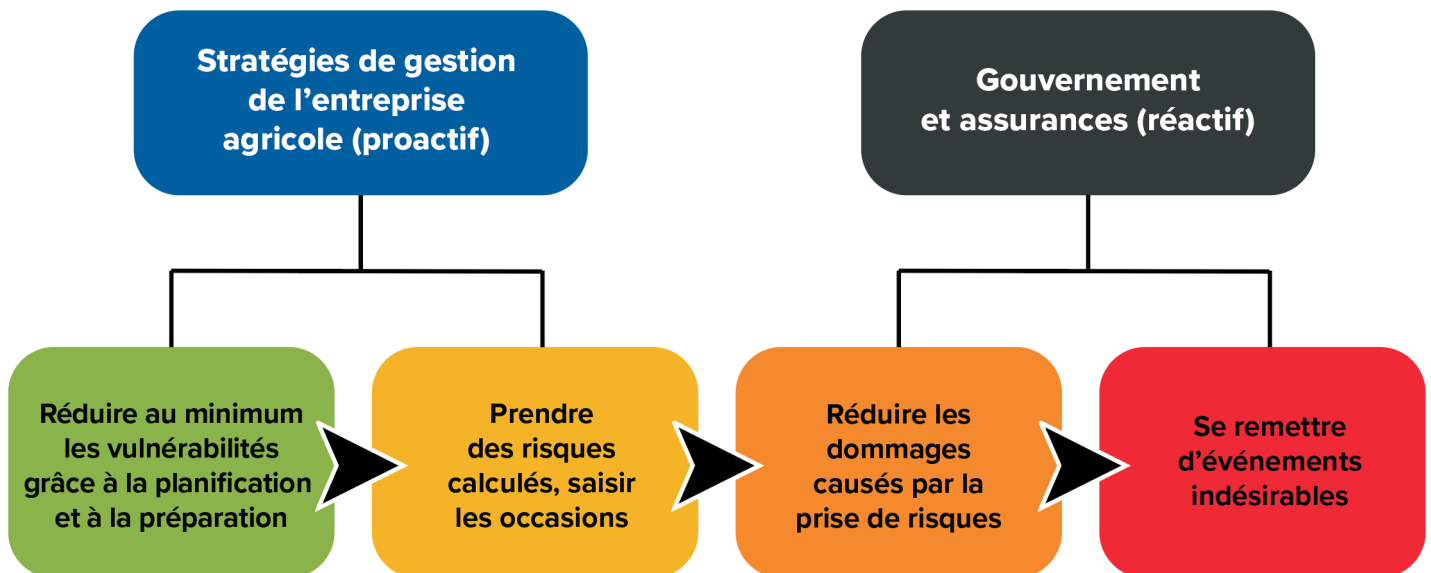 Stratégies de gestion
de l’entreprise
agricole (proactif)
Gouvernement
et assurances (réactif)
Réduire au minimum
les vulnérabilités
grâce à la planification
et à la préparation
Prendre
des risques
calculés, saisir
les occasions
Réduire les
dommages
causés par la
prise de risques
Se remettre
d’événements
indésirables